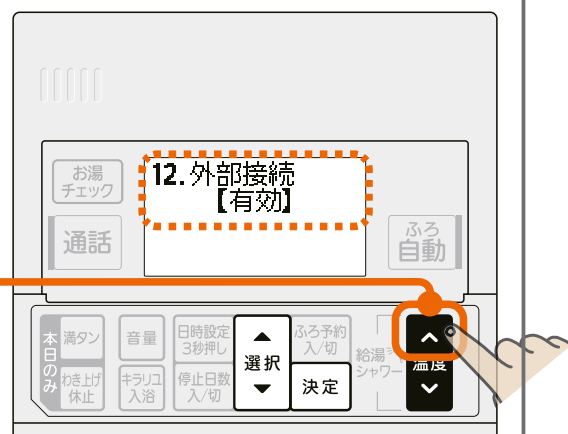 お湯
チェック
12.外部接続
【有効】
通話
ふろ
自動
本日のみ
満タン
わき上げ
休止
音量
キラリユ
入浴
日時設定
3秒押し
停止日数
入/切
▲
選択
▼
ふろ予約
入/切
決定
給湯
シャワー
温度